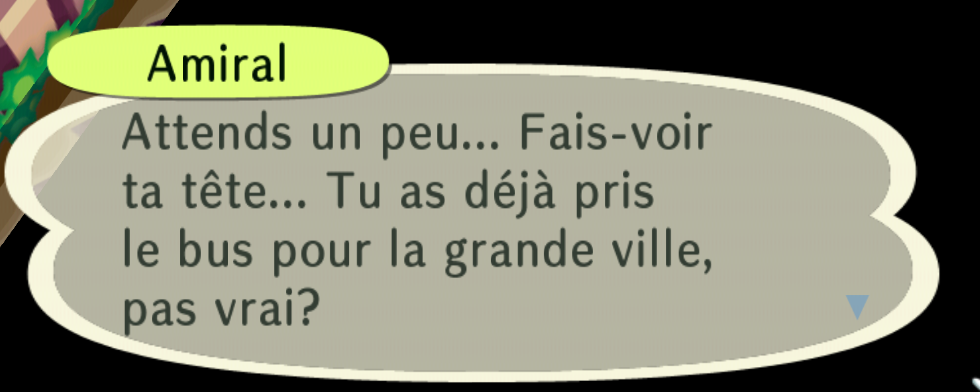 Amiral
Attends un peu... Fais-voir
ta tête... Tu as déjà pris
le bus pour la grande ville,
pas vrai?